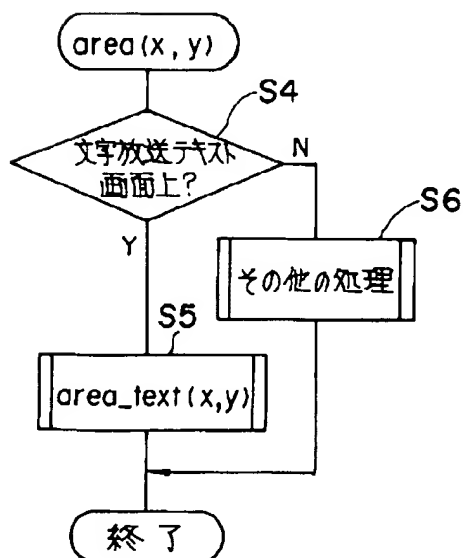 area(x,y)
S4
文字放送テキスト
画面上?
N
Y
S6
その他の処理
S5
area_text(x,y)
終了